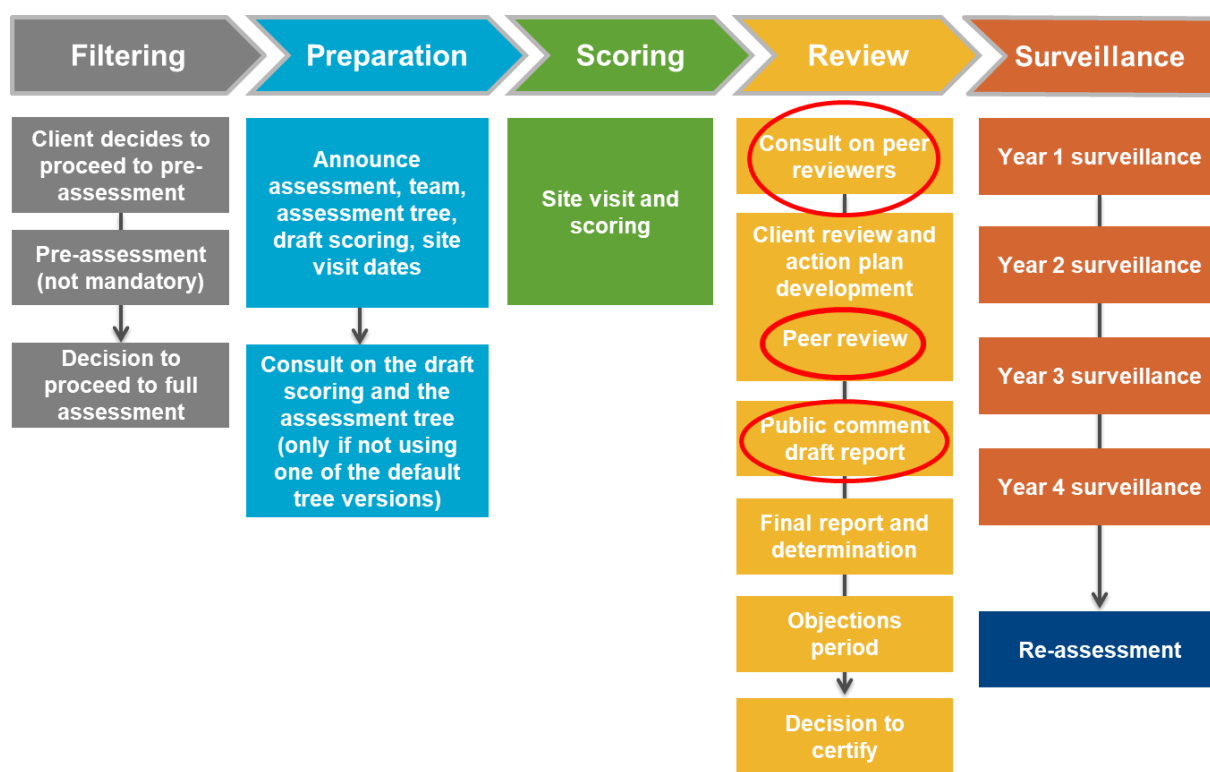 Filtering
Preparation
Scoring
Review
Surveillance
Client decides to
proceed to pre-
assessment
Pre-assessment
(not mandatory)
Decision to
proceed to full
assessment
Announce
assessment, team,
assessment tree,
draft scoring, site
visit dates
Consult on the draft
scoring and the
assessment tree
(only if not using
one of the default
tree versions)
Site visit and
scoring
Consult on peer
reviewers
Client review and
action plan
development
Peer review
Public comment
draft report
Final report and
determination
Objections
period
Decision to
certify
Year 1 surveillance
Year 2 surveillance
Year 3 surveillance
Year 4 surveillance
Re-assessment